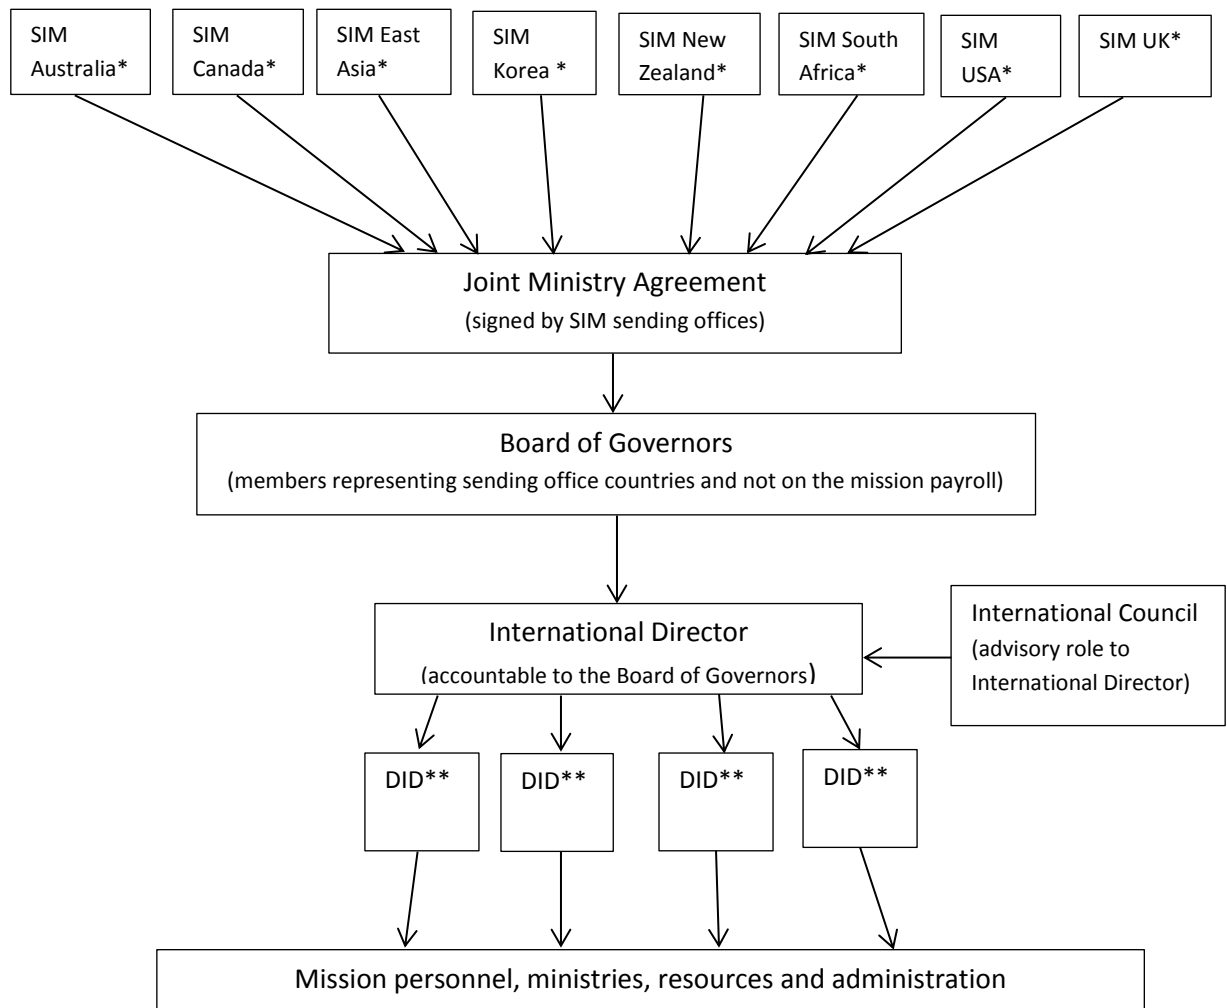 SIM
Australia*
SIM
Canada*
SIM East
Asia*
SIM
Korea *
SIM New
Zealand*
SIM South
Africa*
SIM
USA*
SIM UK*
Joint Ministry Agreement
(signed by SIM sending offices)
Board of Governors
(members representing sending office countries and not on the mission payroll)
International Director
(accountable to the Board of Governors)
International Council
(advisory role to
International Director)
DID**
DID**
DID**
DID**
Mission personnel, ministries, resources and administration